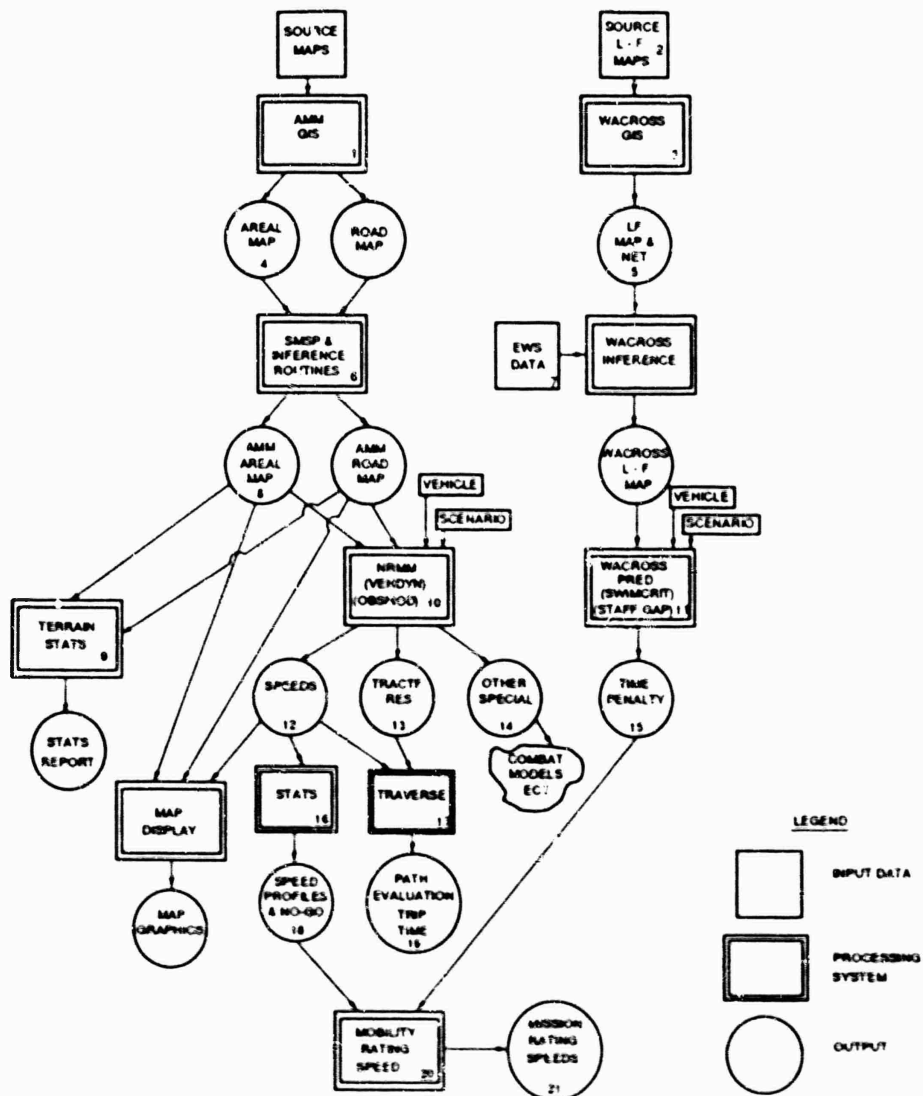 SOURCE
MAPS
SOURCE
L - F 2
MAPS
AMM
GIS
1
WACROSS
GIS
3
AREAL
MAP
4
ROAD
MAP
LF
MAP &
NET
5
SMSP &
INFERENCE
ROUTINES
6
EWS
DATA
7
WACROSS
INFERENCE
AMM
AREAL
MAP
8
AMM
ROAD
MAP
VEHICLE
SCENARIO
WACROSS
L - F
MAP
VEHICLE
SCENARIO
NRMM
(VEHDYN)
(OBSMOD) 10
WACROSS
PRED
(SWIMCRIT)
(STAFF GAP)
TERRAIN
STATS
9
SPEEDS
12
TRACTF
RES
13
OTHER
SPECIAL
14
TIME
PENALTY
15
STATS
REPORT
COMBAT
MODELS
MAP
DISPLAY
STATS
16
TRAVERSE
MAP
GRAPHICS
SPEED
PROFILES
& NO-GO
18
PATH
EVALUATION
TRIP
TIME
MOBILITY
RATING
SPEED 20
MISSION
RATING
SPEEDS
21
LEGEND
INPUT DATA
PROCESSING
SYSTEM
OUTPUT